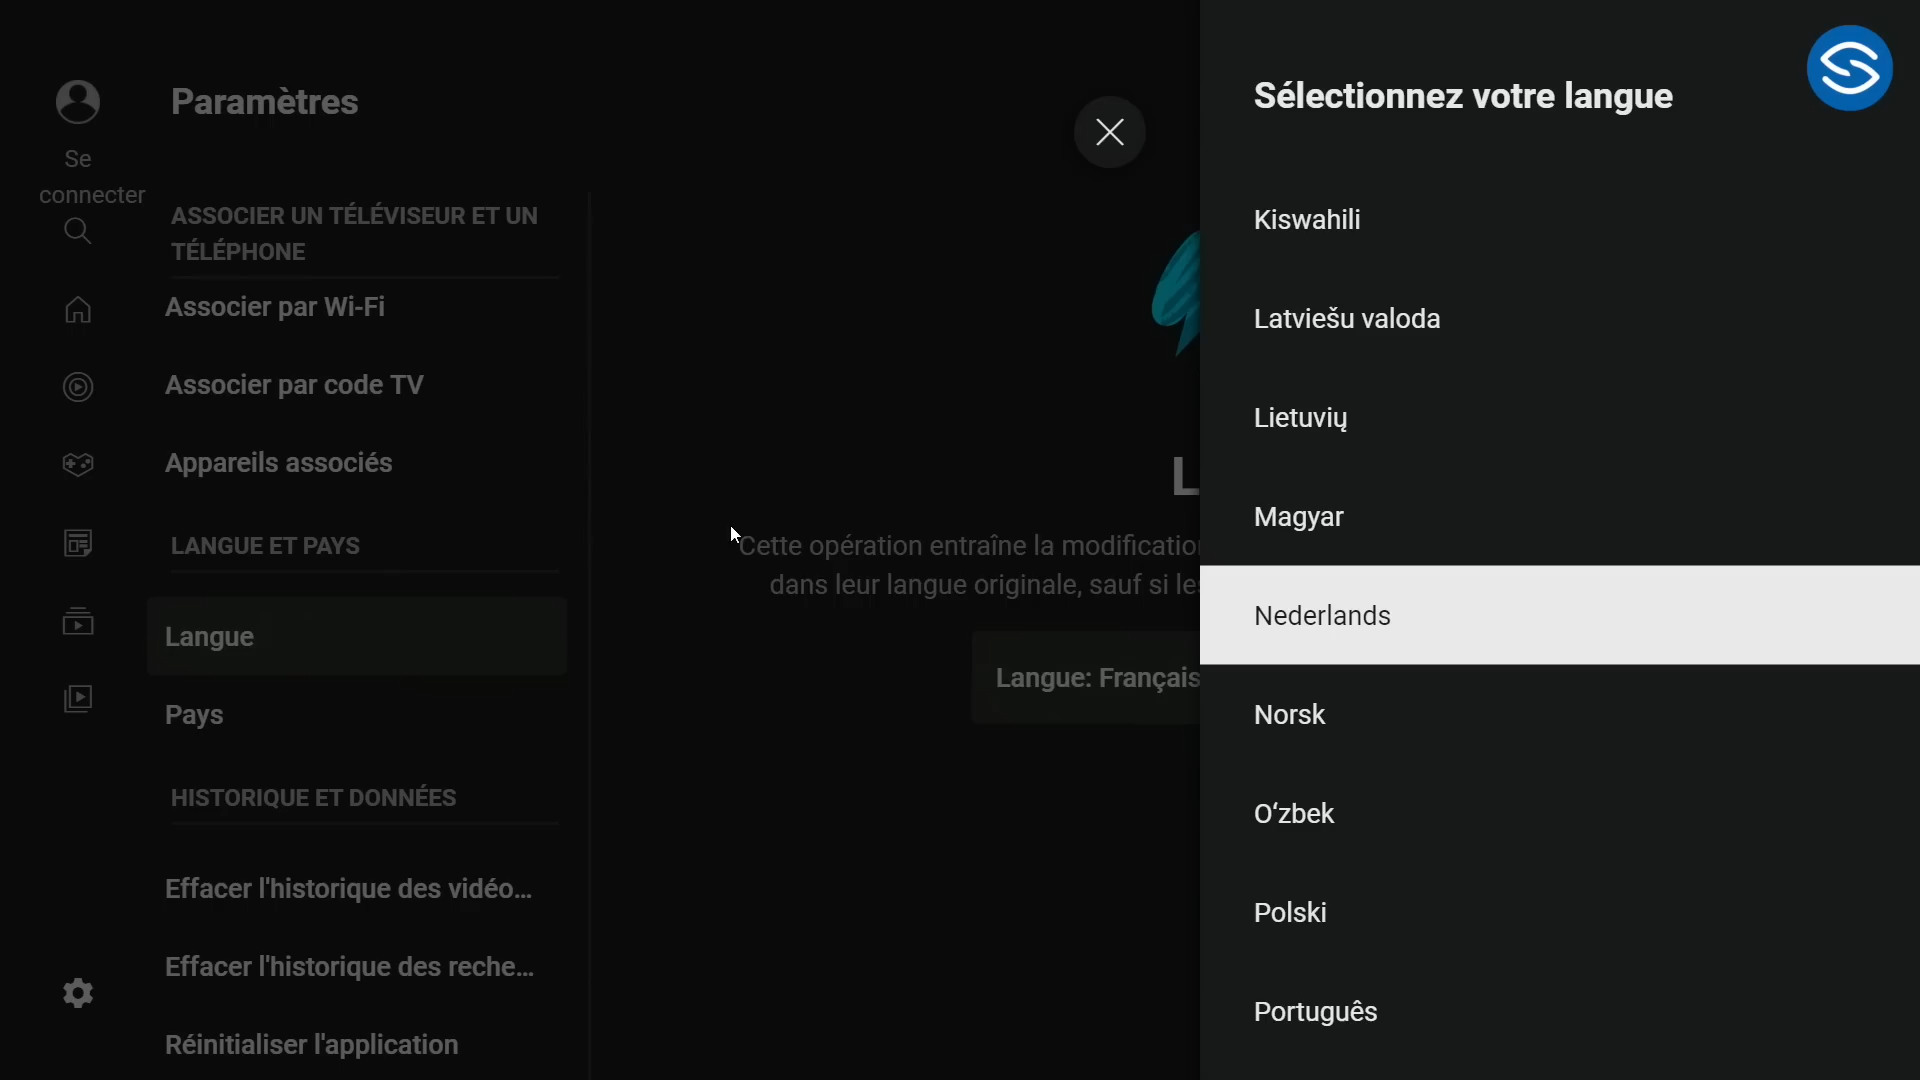 Paramètres
Se
connecter
ASSOCIER UN TÉLÉVISEUR ET UN
TÉLÉPHONE
Associer par Wi-Fi
Associer par code TV
Appareils associés
LANGUE ET PAYS
Langue
Pays
HISTORIQUE ET DONNÉES
Effacer l'historique des vidéo...
Effacer l'historique des reche...
Réinitialiser l'application
L
Cette opération entraîne la modification
dans leur langue originale, sauf si les
Langue: Français
Sélectionnez votre langue
Kiswahili
Latviešu valoda
Lietuvių
Magyar
Nederlands
Norsk
O‘zbek
Polski
Português